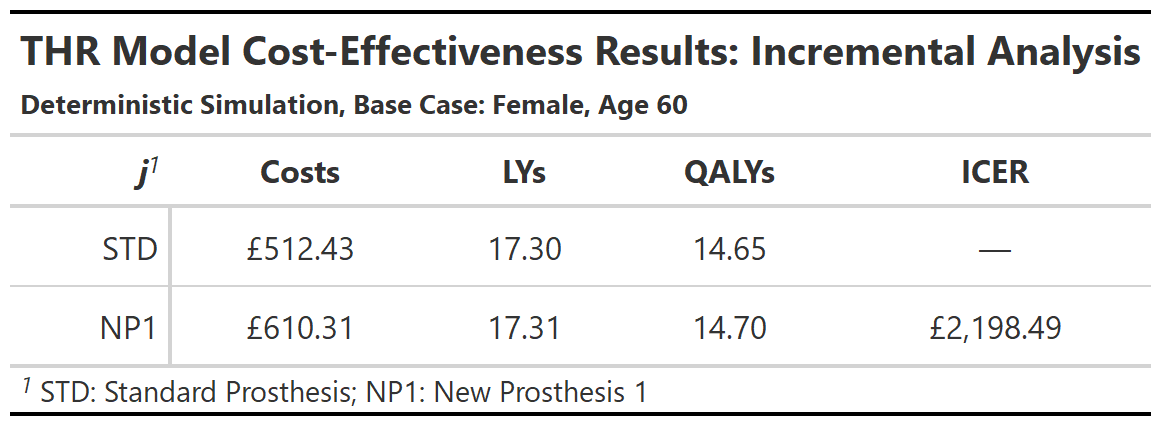 THR Model Cost-Effectiveness Results: Incremental Analysis
Deterministic Simulation, Base Case: Female, Age 60
j1 Costs LYs QALYs ICER
STD £512.43 17.30 14.65 —
NP1 £610.31 17.31 14.70 £2,198.49
1 STD: Standard Prosthesis; NP1: New Prosthesis 1